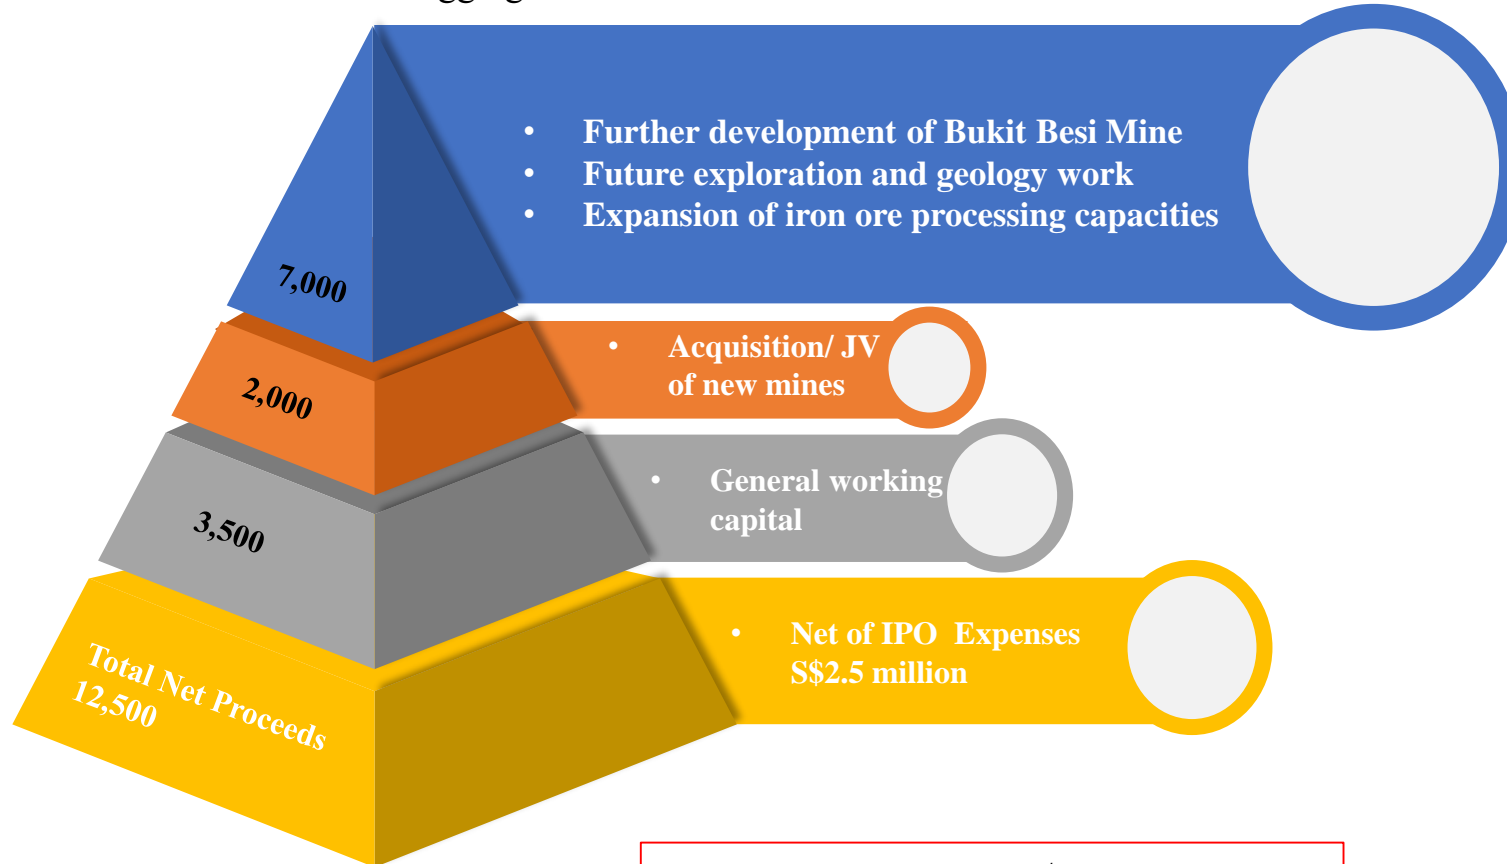 • Further development of Bukit Besi Mine
• Future exploration and geology work
• Expansion of iron ore processing capacities
7,000
• Acquisition/ JV
of new mines
2,000
• General working
capital
3,500
• Net of IPO Expenses
S$2.5 million
Total Net Proceeds
12,500